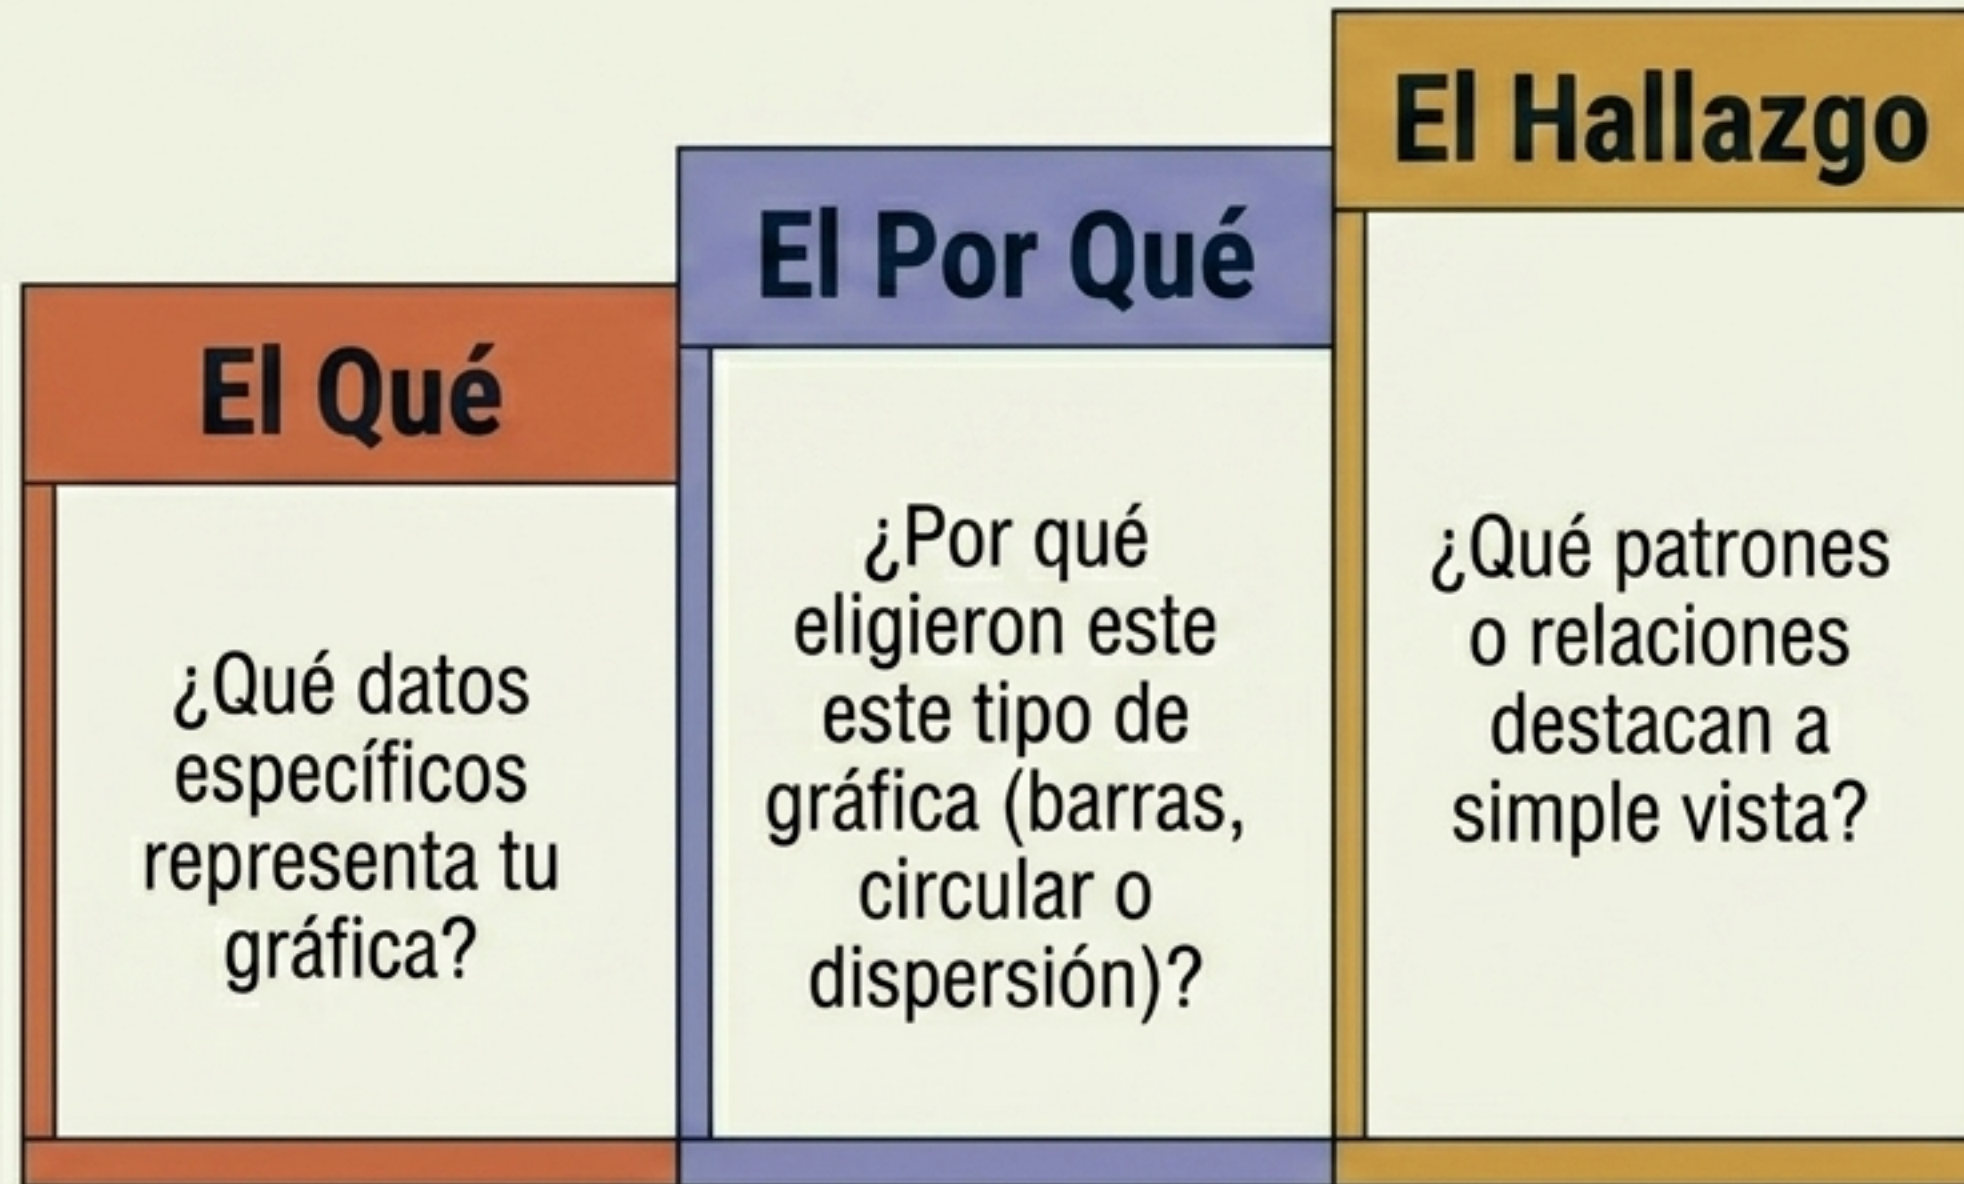 El Qué
¿Qué datos
específicos
representa tu
gráfica?
El Por Qué
¿Por qué
eligieron este
este tipo de
gráfica (barras,
circular o
dispersión)?
El Hallazgo
¿Qué patrones
o relaciones
destacan a
simple vista?